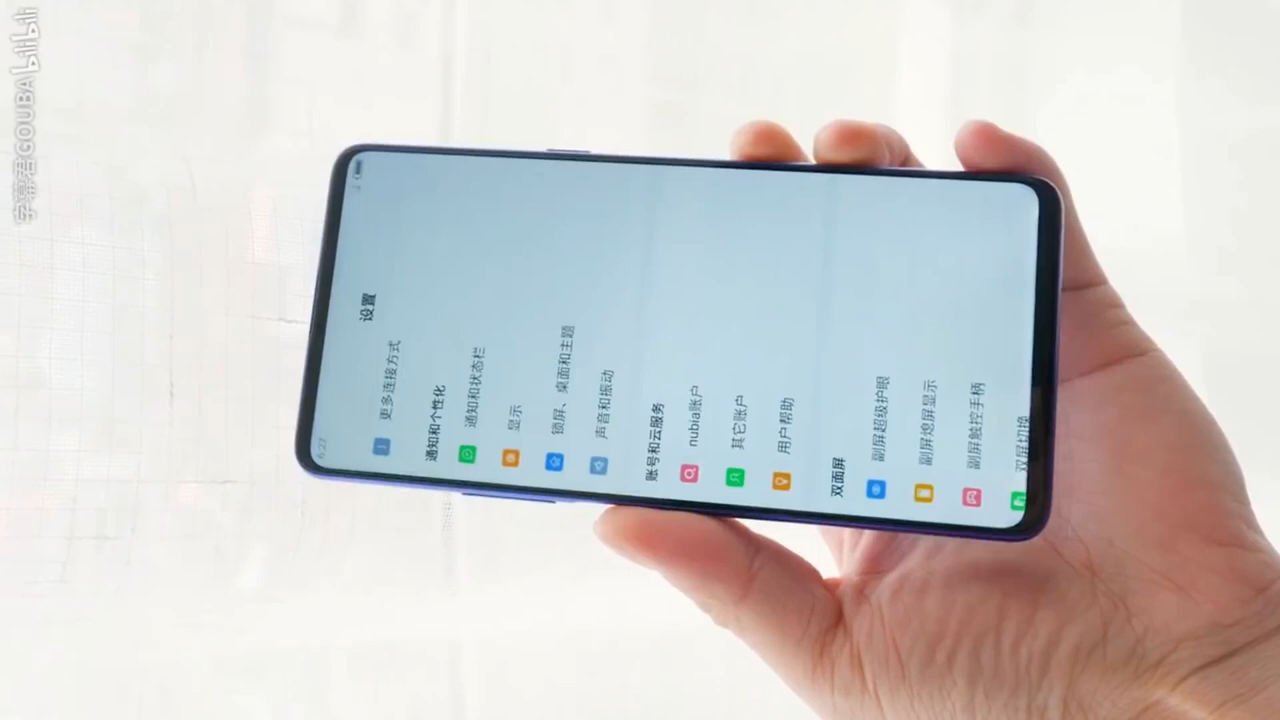 字幕君GOUBA bilibili
6:27
设置
更多连接方式
通知和个性化
通知和状态栏
显示
锁屏、桌面和主题
声音和振动
账号和云服务
nubia账户
其它账户
用户帮助
双面屏
副屏超级护眼
副屏熄屏显示
副屏触控手柄
双屏切换